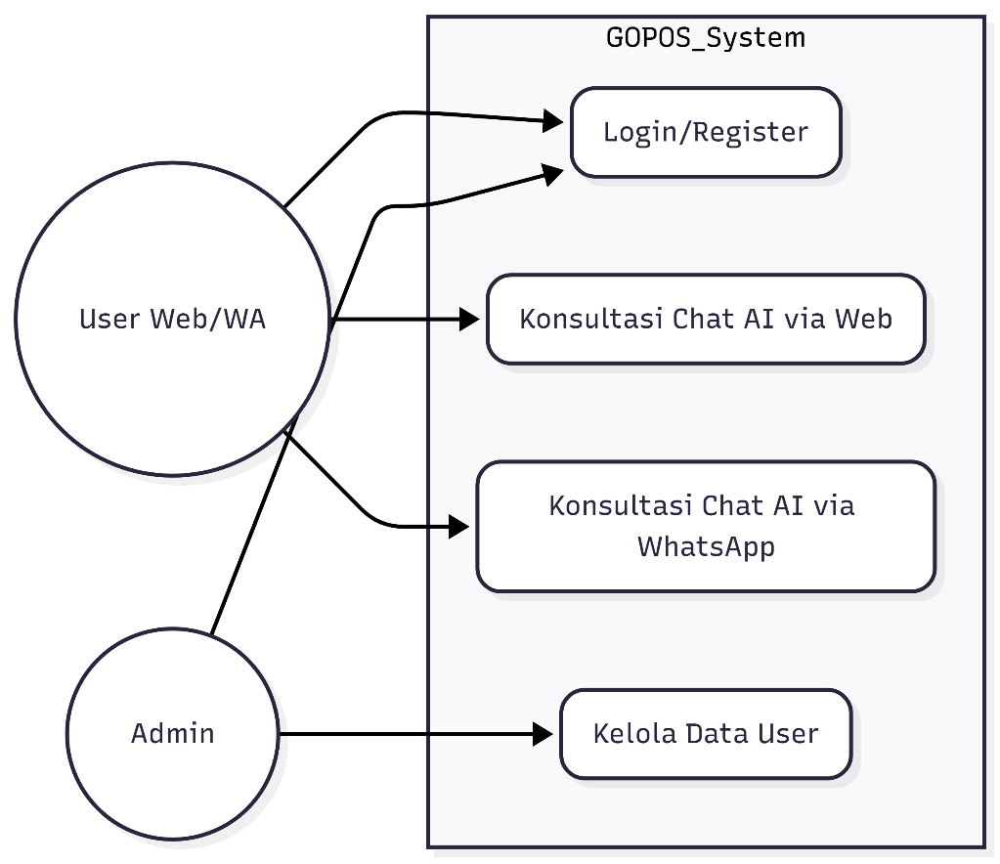 GOPOS_System
Login/Register
User Web/WA
Konsultasi Chat AI via Web
Konsultasi Chat AI via
WhatsApp
Admin
Kelola Data User